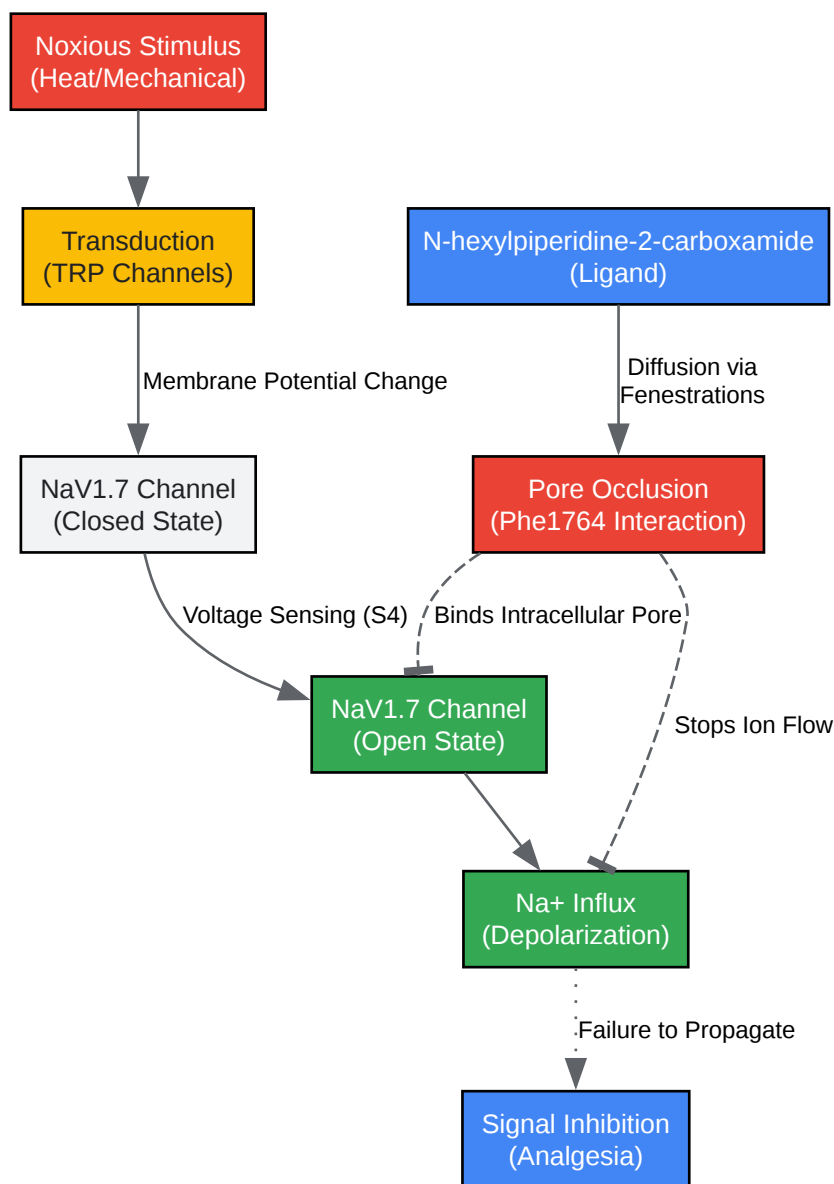 Noxious Stimulus
(Heat/Mechanical)
Transduction
(TRP Channels)
N-hexylpiperidine-2-carboxamide
(Ligand)
Membrane Potential Change
Diffusion via
Fenestrations
NaV1.7 Channel
(Closed State)
Pore Occlusion
(Phe1764 Interaction)
Voltage Sensing (S4)
Binds Intracellular Pore
NaV1.7 Channel
(Open State)
Stops Ion Flow
Na+ Influx
(Depolarization)
Failure to Propagate
Signal Inhibition
(Analgesia)